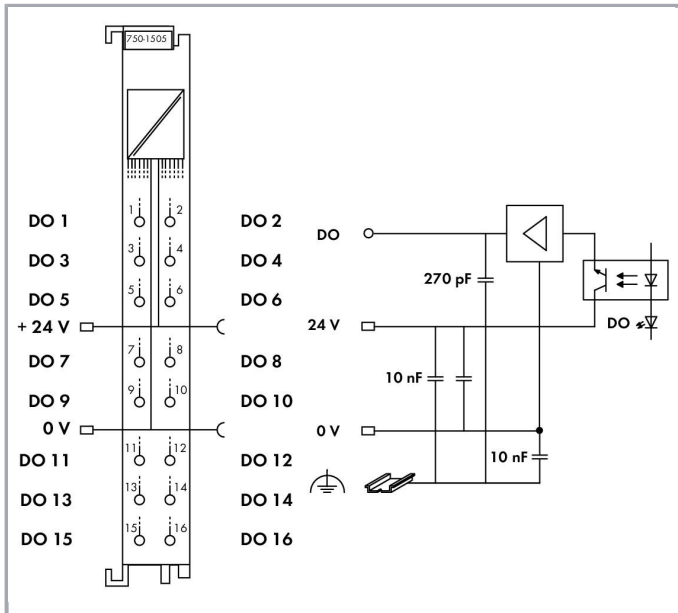 750-1505
1 2
DO 1 DO 2
3 4
DO 3 DO 4
5 6
DO 5 DO 6
+ 24 V
7 8
DO 7 DO 8
9 10
DO 9 DO 10
0 V
11 12
DO 11 DO 12
13 14
DO 13 DO 14
15 16
DO 15 DO 16
DO
270 pF
24 V
DO
10 nF
0 V
10 nF